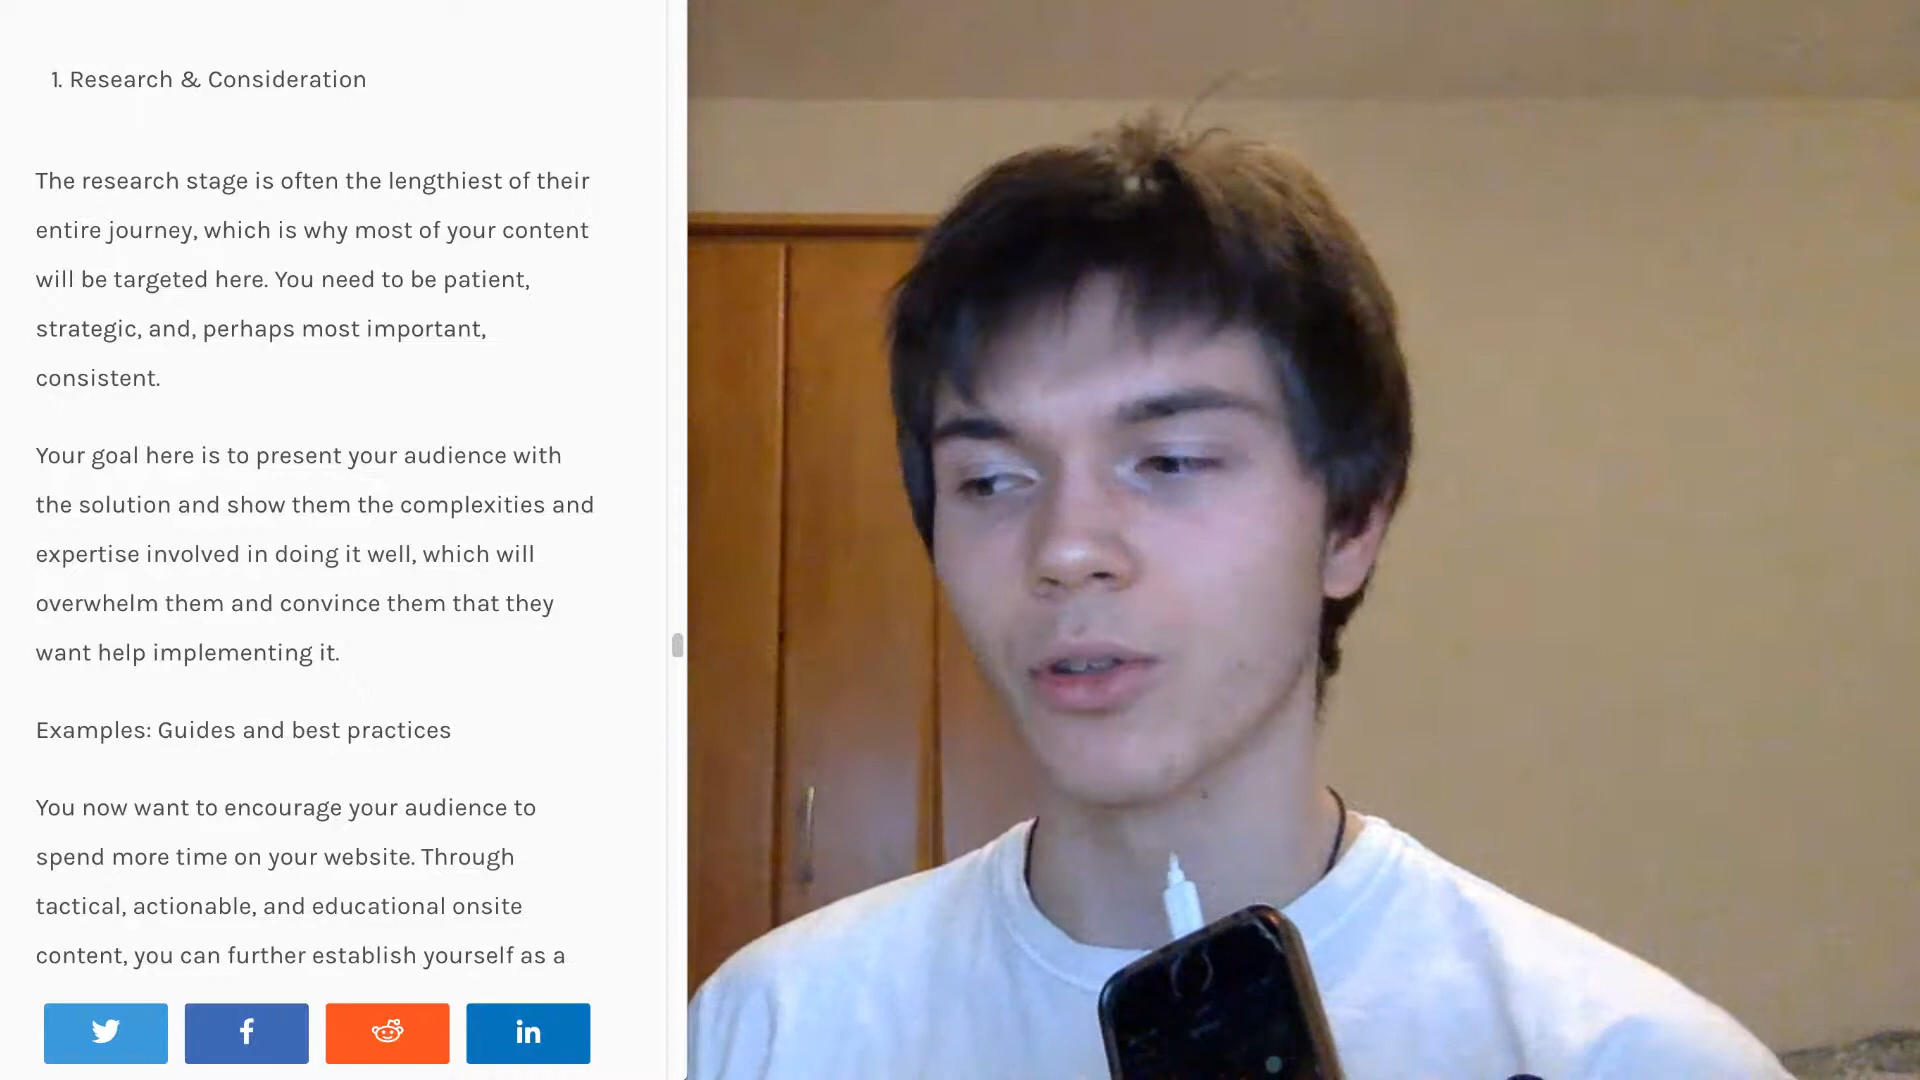 1. Research & Consideration
The research stage is often the lengthiest of their
entire journey, which is why most of your content
will be targeted here. You need to be patient,
strategic, and, perhaps most important,
consistent.
Your goal here is to present your audience with
the solution and show them the complexities and
expertise involved in doing it well, which will
overwhelm them and convince them that they
want help implementing it.
Examples: Guides and best practices
You now want to encourage your audience to
spend more time on your website. Through
tactical, actionable, and educational onsite
content, you can further establish yourself as a